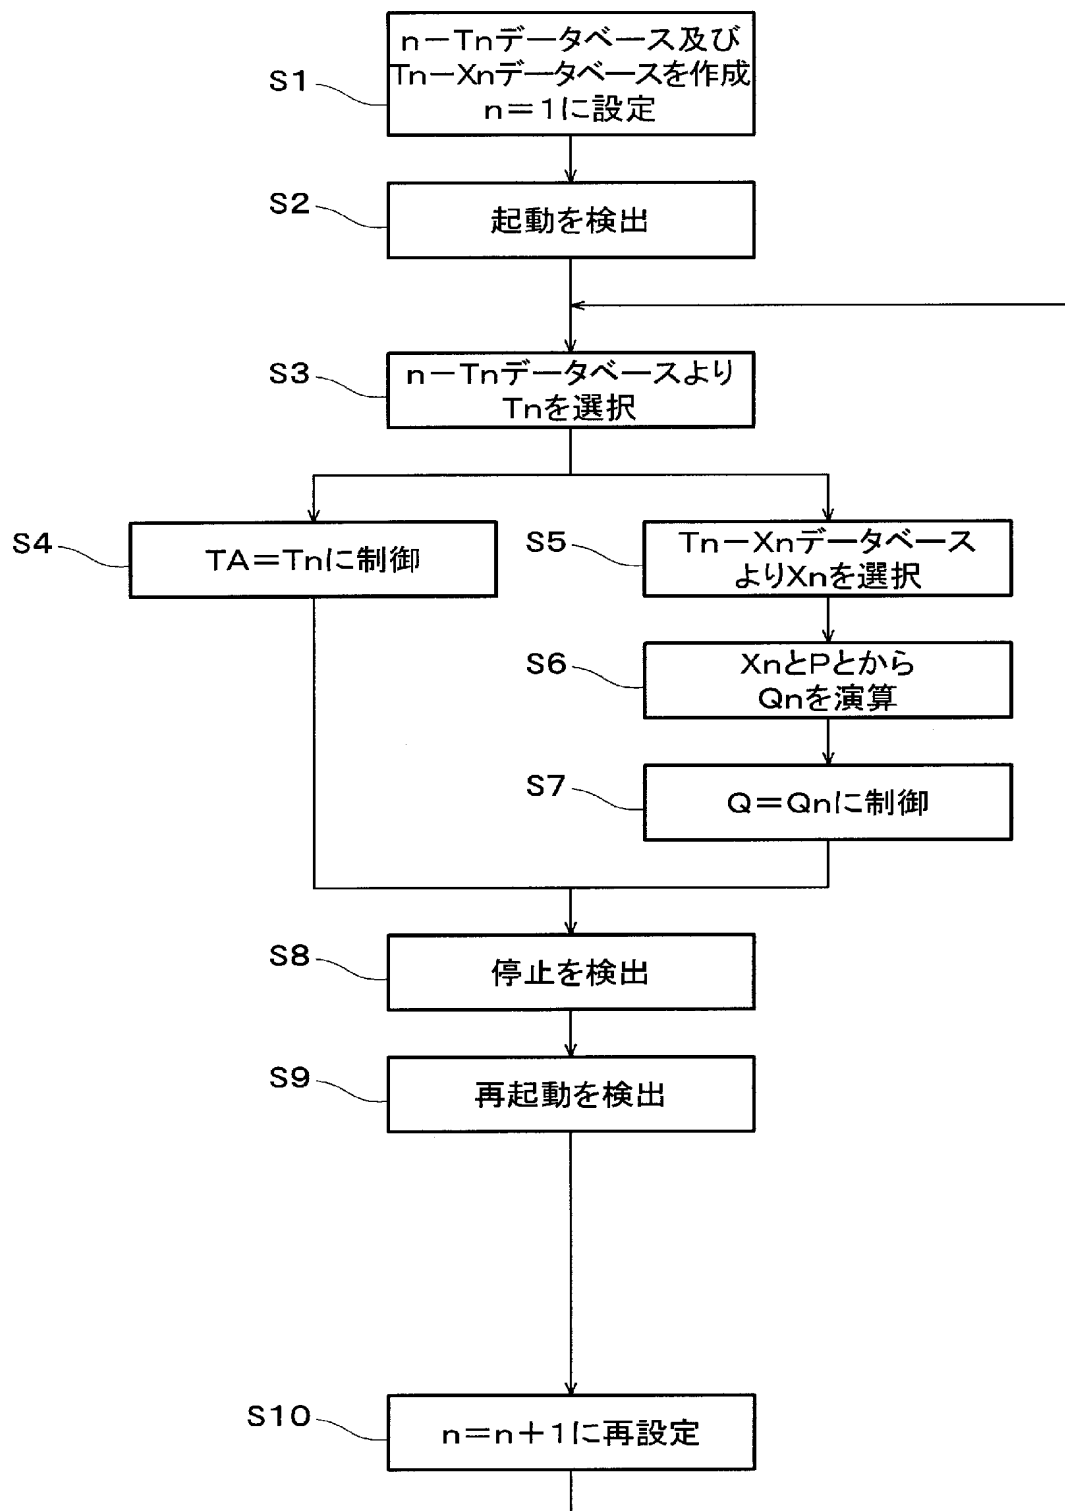 S1
n－Tnデータベース及び
Tn－Xnデータベースを作成
n＝1に設定
S2
起動を検出
S3
n－Tnデータベースより
Tnを選択
S4
TA＝Tnに制御
S5
Tn－Xnデータベース
よりXnを選択
S6
XnとPとから
Qnを演算
S7
Q＝Qnに制御
S8
停止を検出
S9
再起動を検出
S10
n＝n＋1に再設定